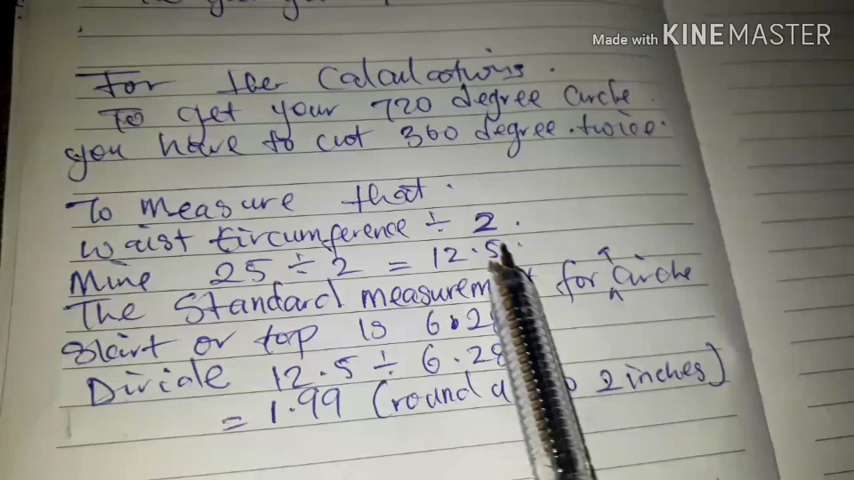 Made with KINEMASTER
For the Calculations.
To get your 720 degree Circle
you have to cut 360 degree twice.
To measure that.
Waist Circumference ÷ 2.
Mine 25 ÷ 2 = 12.5
The Standard for Circle
Skirt or top is 6.28
Divide 12.5 ÷ 6.28
= 1.99 (round 2 inches)